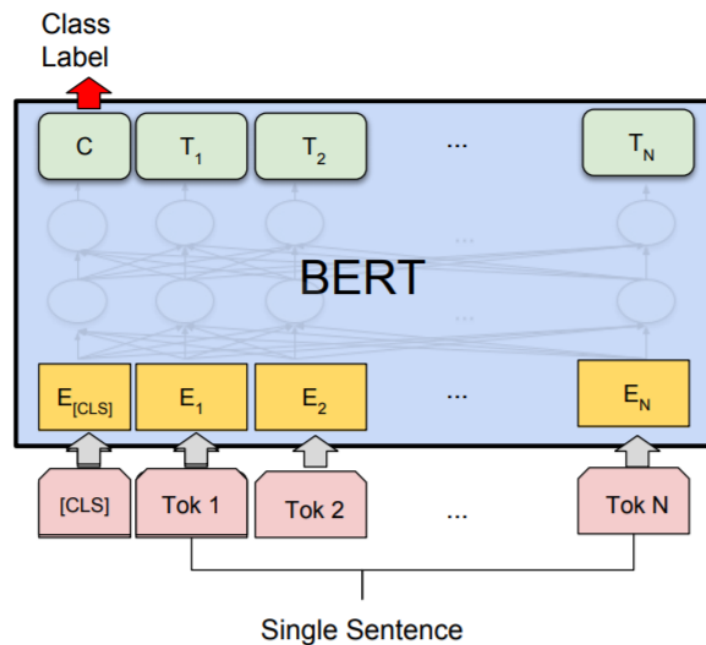 Class
Label
C T1 T2 ... TN
...
BERT
...
E[CLS] E1 E2 ... EN
[CLS] Tok 1 Tok 2 ... Tok N
Single Sentence